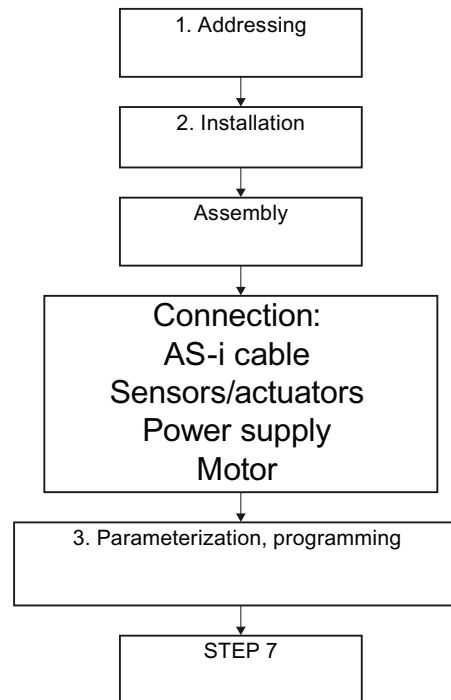 1. Addressing
2. Installation
Assembly
Connection:
AS-i cable
Sensors/actuators
Power supply
Motor
3. Parameterization, programming
STEP 7